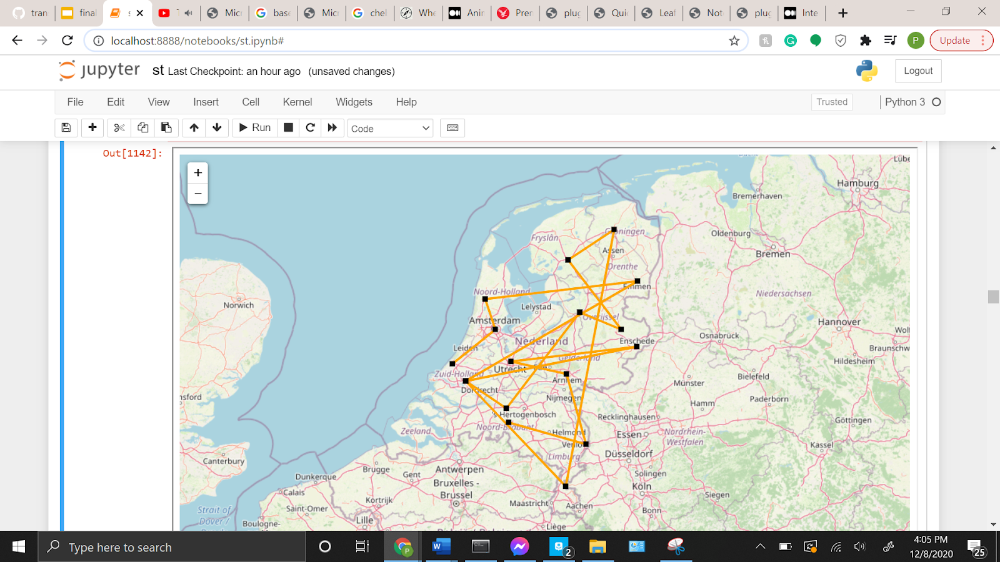 tran
final
s
T
Micr
base
Micr
chel
Whe
Anin
Pren
plug
Quic
Leaf
Not
plug
Inte
localhost:8888/notebooks/st.ipynb#
P
Update
jupyter
st Last Checkpoint: an hour ago (unsaved changes)
Logout
File Edit View Insert Cell Kernel Widgets Help
Trusted
Python 3
Run
Code
Out[1142]:
+
−
Lübe
Hamburg
Bremerhaven
Groningen
Oldenburg
Fryslân
Assen
Bremen
Drenthe
Emmen
Noord-Holland
Niedersachsen
Norwich
Lelystad
Overijssel
Amsterdam
Hannover
Wolf
Nederland
Enschede
Osnabrück
Leiden
Braunschw
Gelderland
Hildesheim
Utrecht
Zuid-Holland
Arnhem
Bielefeld
Münster
Dordrecht
nsford
Nijmegen
Paderborn
Hamm
's Hertogenbosch
Recklinghausen
Göttingen
Noord-Brabant
Zeeland
Helmond
Essen
Nordrhein-
Westfalen
Venlo
Kassel
Düsseldorf
Limburg
Canterbury
Brugge
Antwerpen
Gent
Solingen
Dunkerque
Bruxelles -
Brussel
Köln
Calais
Siegen
Kortrijk
Maastricht
Aachen
Saint-Omer
Bonn
Strait of
Dover /
Lille
Boulogne-
Liège
Type here to search
2
4:05 PM
12/8/2020
25